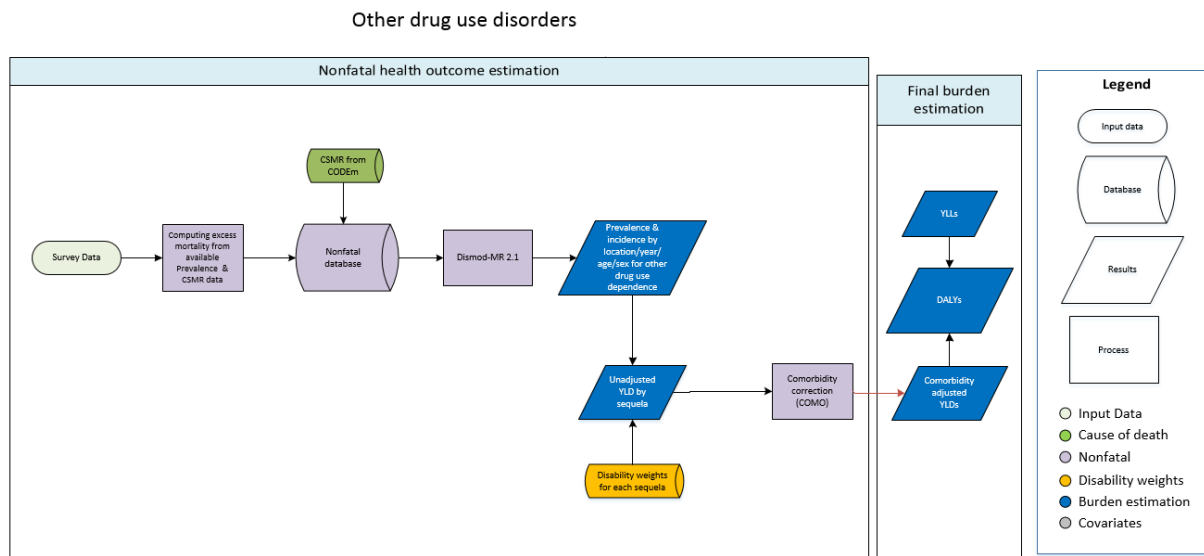 Other drug use disorders
Nonfatal health outcome estimation
CSMR from
CODEm
Survey Data
Computing excess
mortality from
available
Prevalence &
CSMR data
Nonfatal
database
Dismod-MR 2.1
Prevalence &
incidence by
location/year/
age/sex for other
drug use
dependence
Unadjusted
YLD by
sequela
Comorbidity
correction
(COMO)
Disability weights
for each sequela
Final burden
estimation
YLLs
DALYs
Comorbidity
adjusted
YLDs
Legend
Input data
Database
Results
Process
Input Data
Cause of death
Nonfatal
Disability weights
Burden estimation
Covariates